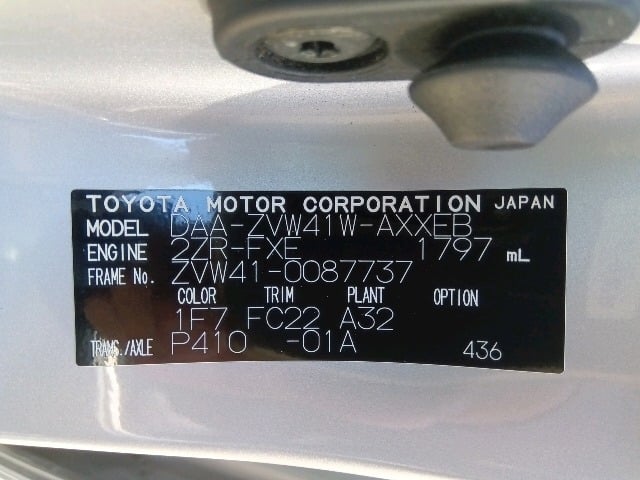 TOYOTA MOTOR CORPORATION JAPAN
MODEL DAA-ZVW41W-AXXEB
ENGINE 2ZR-FXE 1797 mL
FRAME No. ZVW41-0087737
COLOR TRIM PLANT OPTION
1F7 FC22 A32
TRANS./AXLE P410 -01A 436